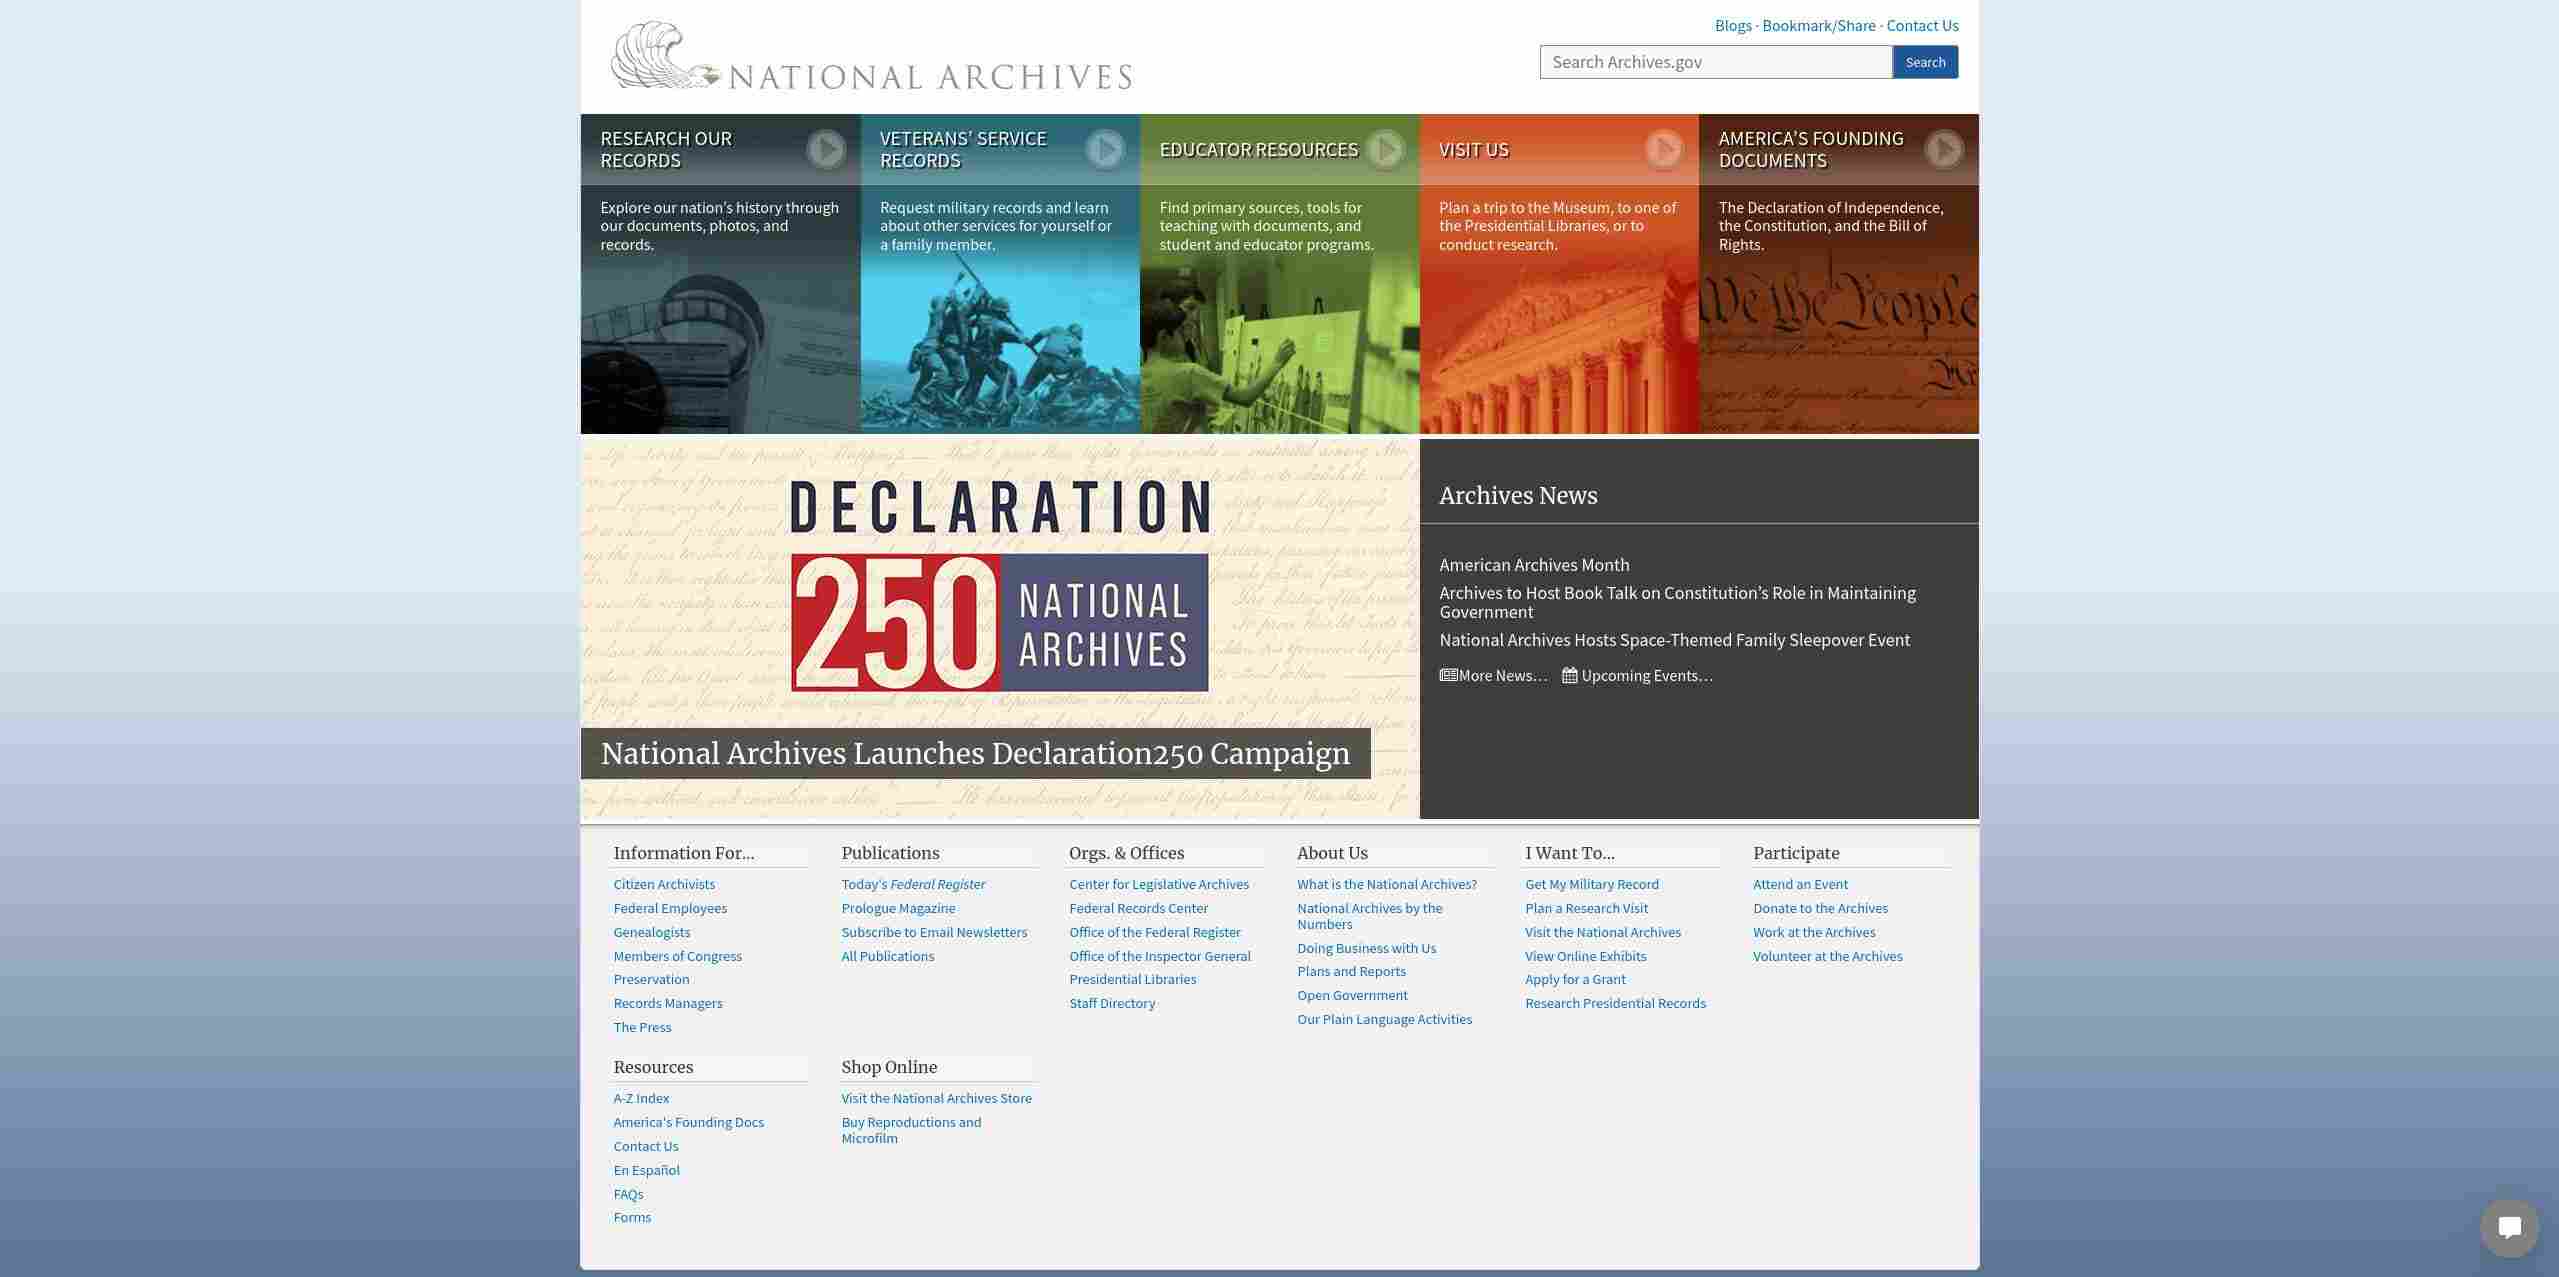 Blogs · Bookmark/Share · Contact Us
NATIONAL ARCHIVES
Search Archives.gov
Search
RESEARCH OUR
RECORDS
Explore our nation's history through
our documents, photos, and
records.
VETERANS' SERVICE
RECORDS
Request military records and learn
about other services for yourself or
a family member.
EDUCATOR RESOURCES
Find primary sources, tools for
teaching with documents, and
student and educator programs.
VISIT US
Plan a trip to the Museum, to one of
the Presidential Libraries, or to
conduct research.
AMERICA'S FOUNDING
DOCUMENTS
The Declaration of Independence,
the Constitution, and the Bill of
Rights.
We the People
DECLARATION
250
NATIONAL
ARCHIVES
National Archives Launches Declaration250 Campaign
Archives News
American Archives Month
Archives to Host Book Talk on Constitution's Role in Maintaining
Government
National Archives Hosts Space-Themed Family Sleepover Event
More News… Upcoming Events…
Information For…
Citizen Archivists
Federal Employees
Genealogists
Members of Congress
Preservation
Records Managers
The Press
Publications
Today's Federal Register
Prologue Magazine
Subscribe to Email Newsletters
All Publications
Orgs. & Offices
Center for Legislative Archives
Federal Records Center
Office of the Federal Register
Office of the Inspector General
Presidential Libraries
Staff Directory
About Us
What is the National Archives?
National Archives by the
Numbers
Doing Business with Us
Plans and Reports
Open Government
Our Plain Language Activities
I Want To…
Get My Military Record
Plan a Research Visit
Visit the National Archives
View Online Exhibits
Apply for a Grant
Research Presidential Records
Participate
Attend an Event
Donate to the Archives
Work at the Archives
Volunteer at the Archives
Resources
A-Z Index
America's Founding Docs
Contact Us
En Español
FAQs
Forms
Shop Online
Visit the National Archives Store
Buy Reproductions and
Microfilm